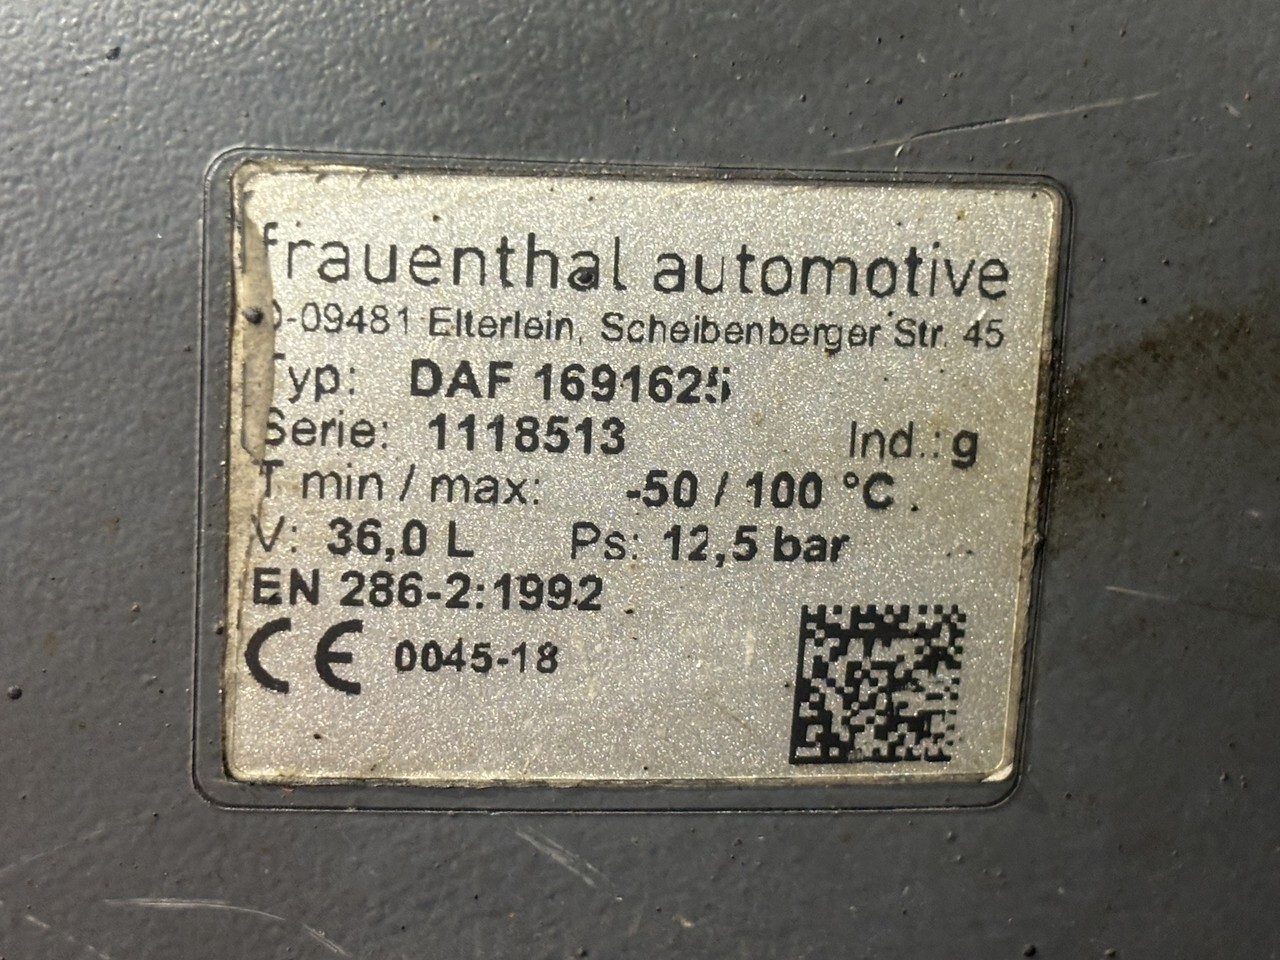 frauenthal automotive
D-09481 Elterlein, Scheibenberger Str. 45
Typ: DAF 1691625
Serie: 1118513 Ind.: g
T min / max: -50 / 100 °C
V: 36,0 L Ps: 12,5 bar
EN 286-2:1992
CE 0045-18